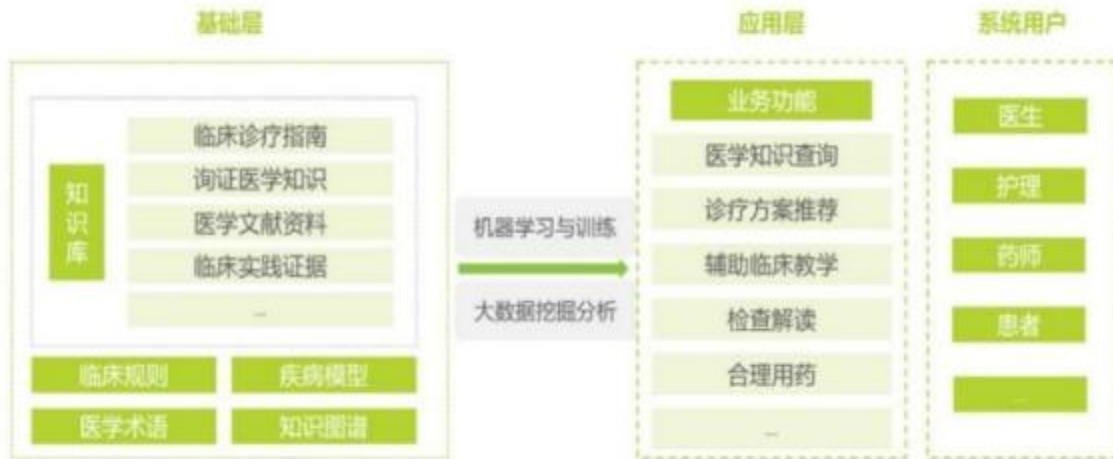 基础层
应用层
系统用户
知识库
临床诊疗指南
询证医学知识
医学文献资料
临床实践证据
...
临床规则
疾病模型
医学术语
知识图谱
机器学习与训练
大数据挖掘分析
业务功能
医学知识查询
诊疗方案推荐
辅助临床教学
检查解读
合理用药
...
医生
护理
药师
患者
...